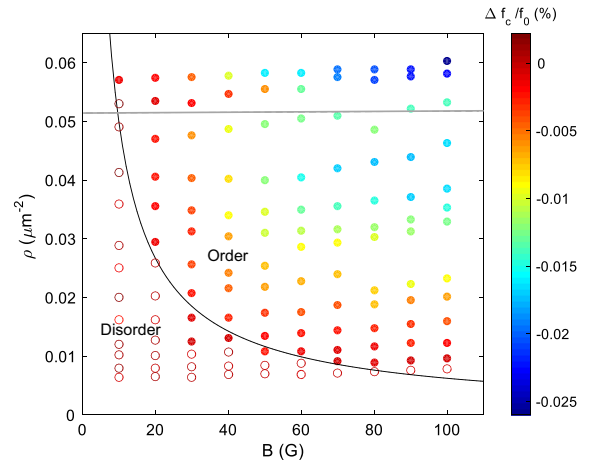 Δ f_c /f_0 (%)
0.06
0.05
0.04
0.03
0.02
0.01
0
ρ (μm⁻²)
Order
Disorder
0 20 40 60 80 100
B (G)
0
-0.005
-0.01
-0.015
-0.02
-0.025